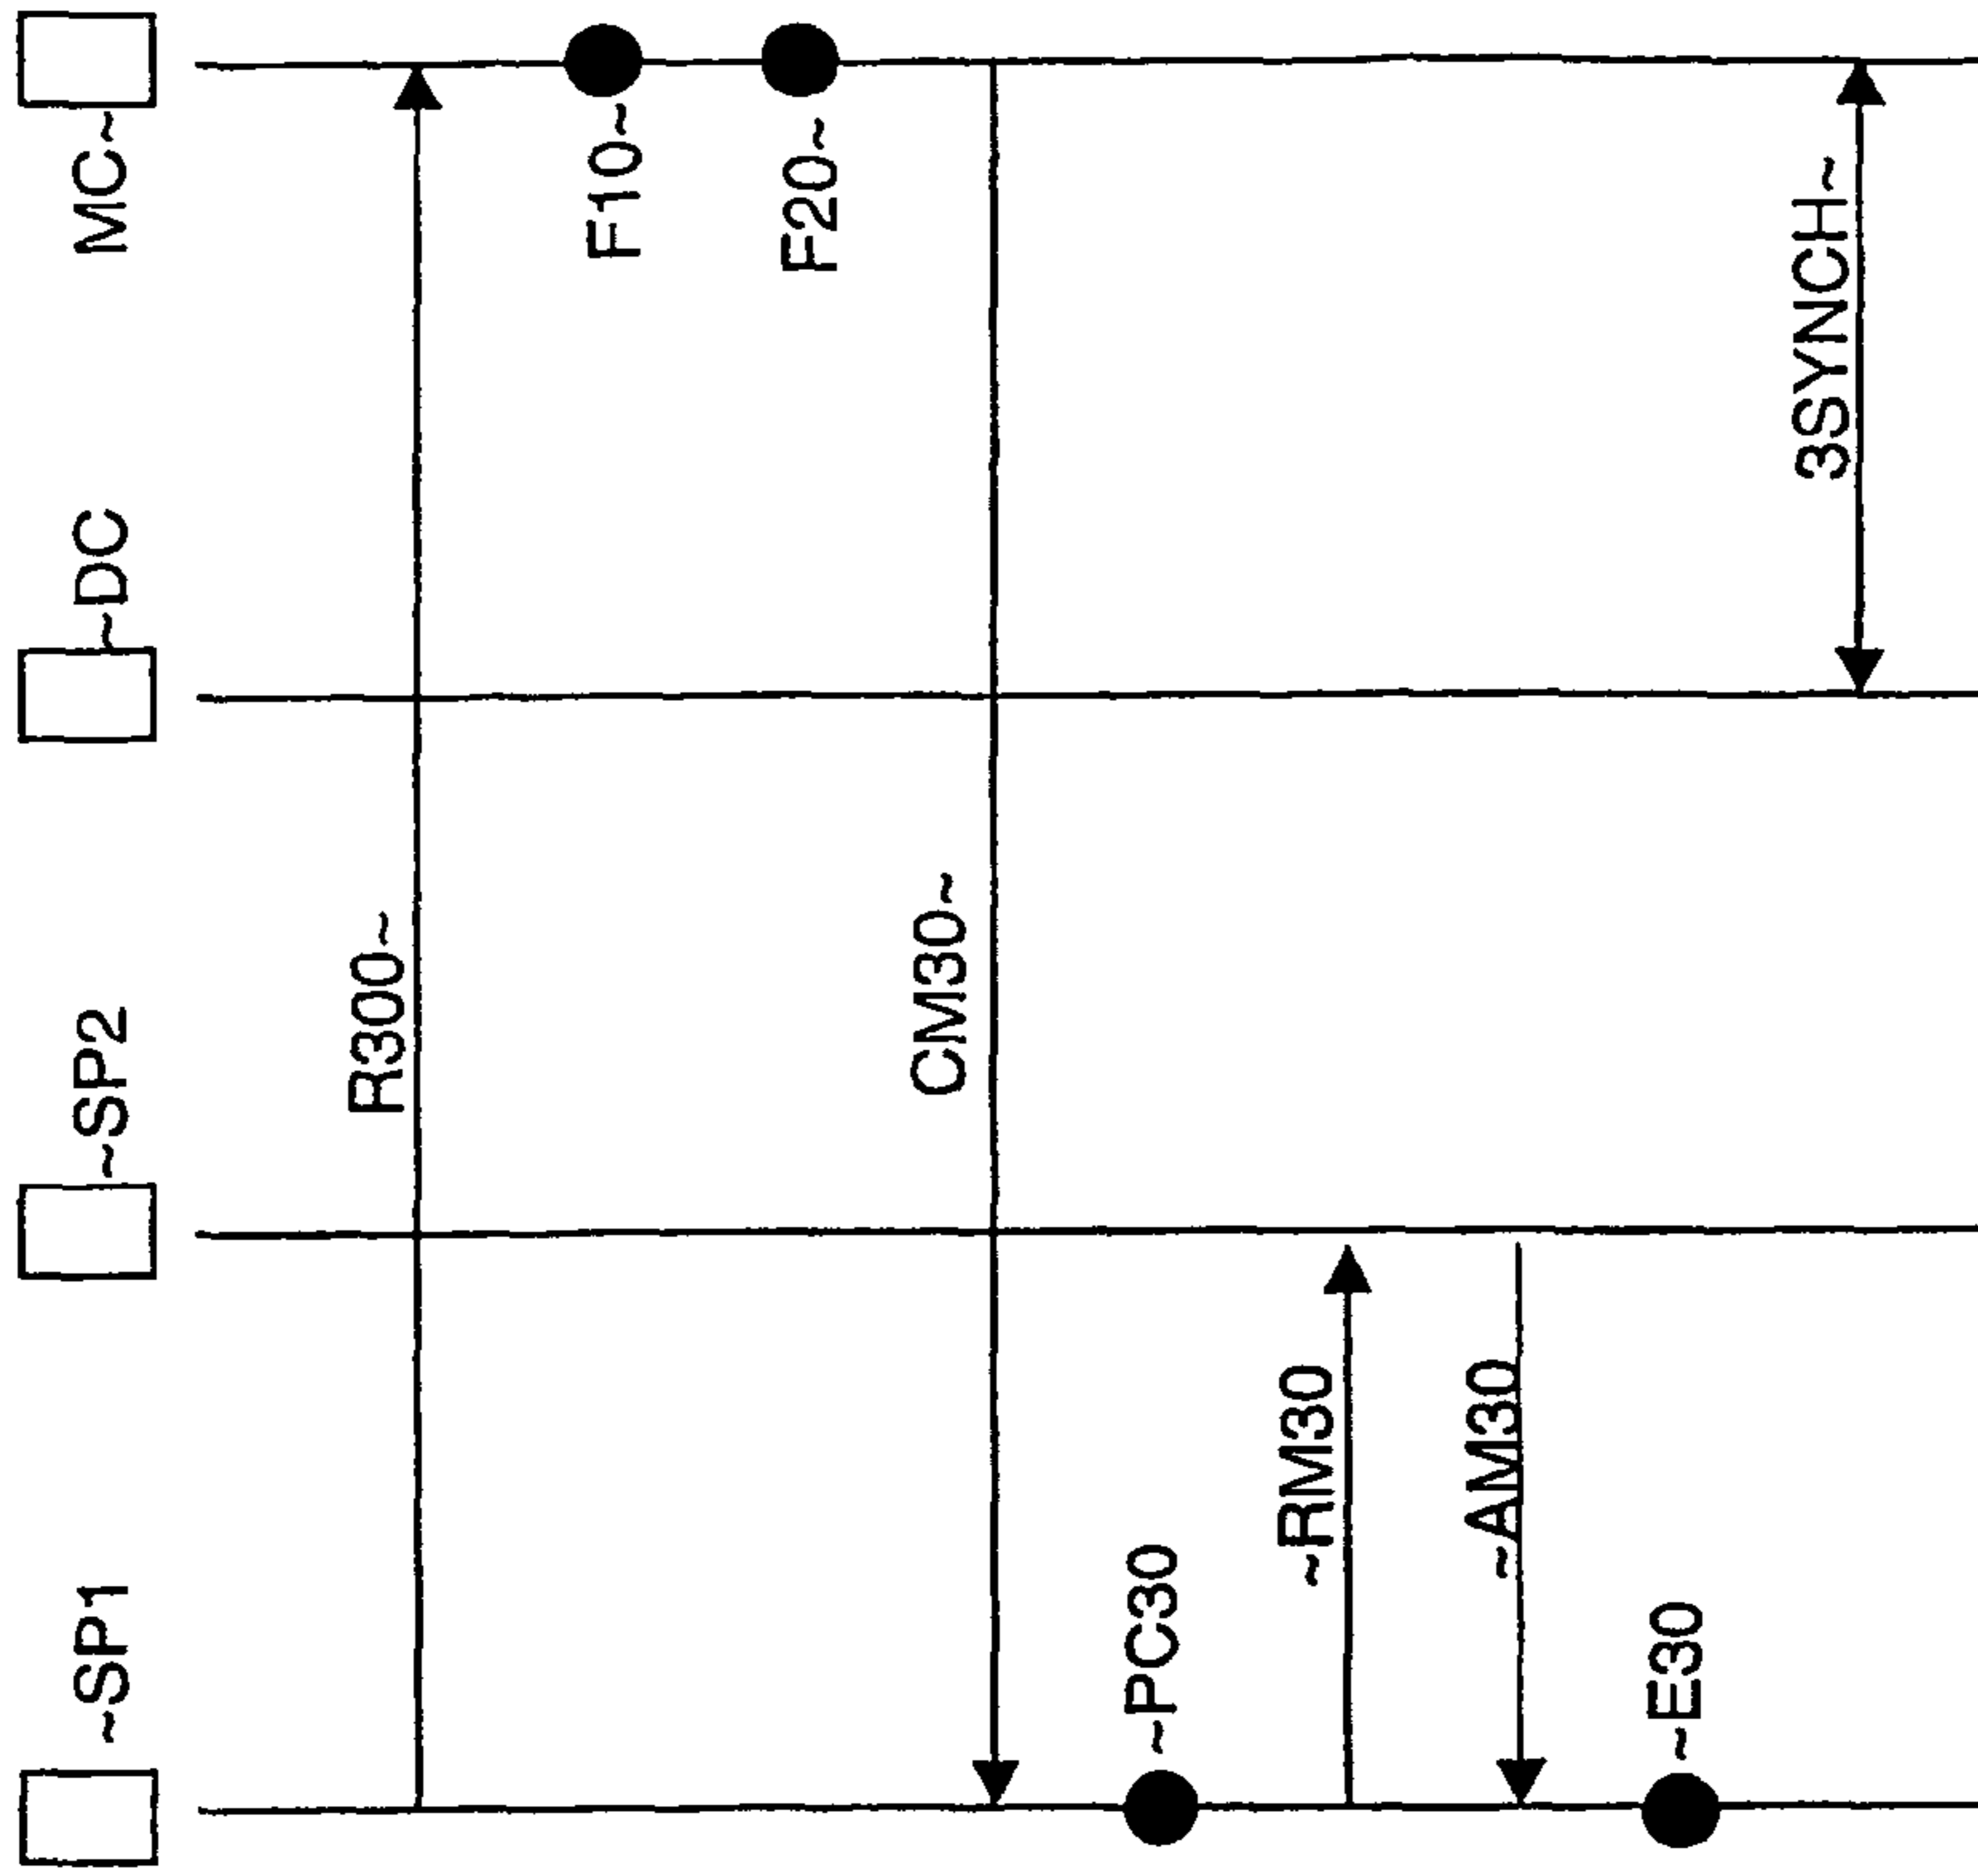 ~SP1
~SP2
~DC
MC~
R300~
F10~
F20~
CM30~
~PC30
~RM30
~AM30
~E30
3SYNCH~